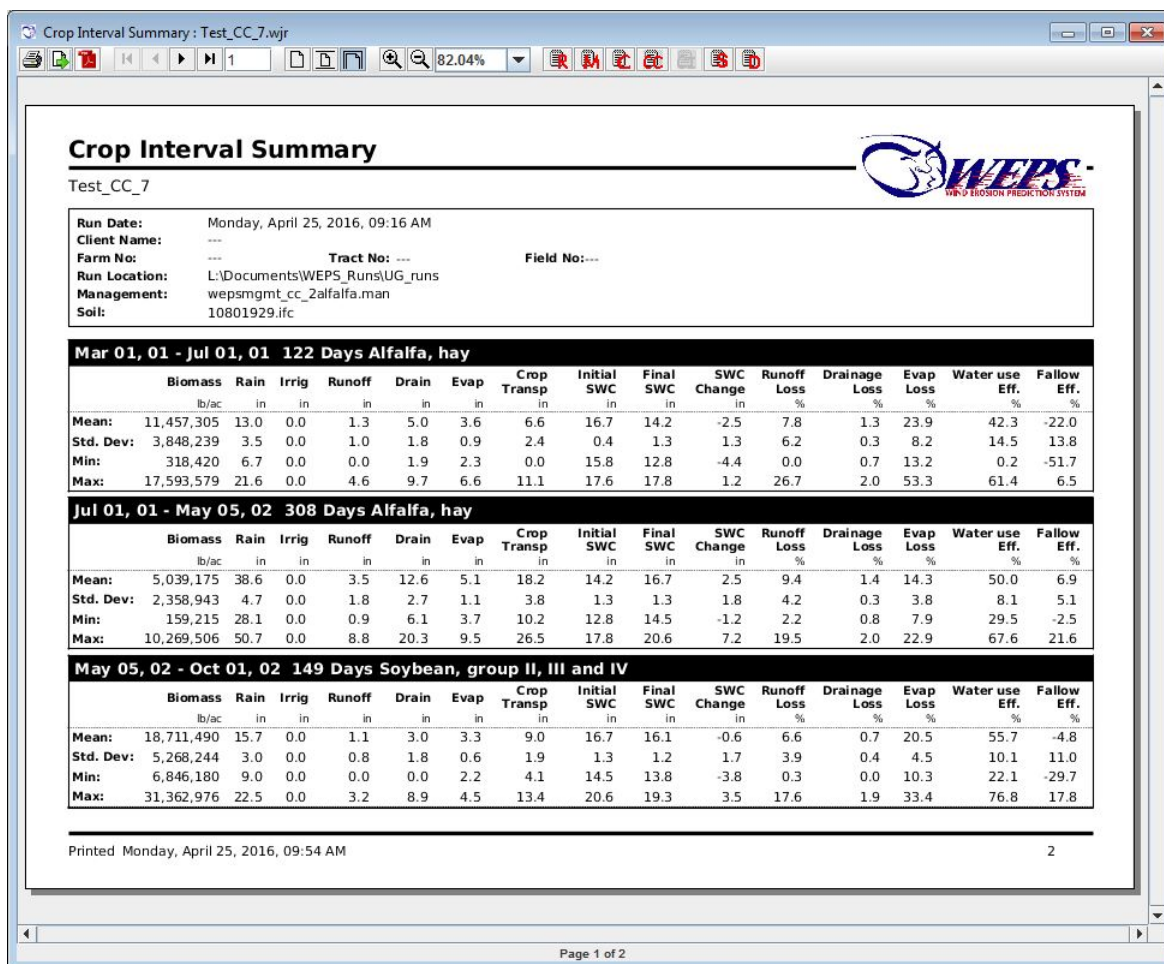 Crop Interval Summary : Test_CC_7.wjr
1 82.04%
Crop Interval Summary
WEPS
WIND EROSION PREDICTION SYSTEM
Test_CC_7
Run Date: Monday, April 25, 2016, 09:16 AM
Client Name: ---
Farm No: --- Tract No: --- Field No:---
Run Location: L:\Documents\WEPS_Runs\UG_runs
Management: wepsmgmt_cc_2alfalfa.man
Soil: 10801929.ifc
Mar 01, 01 - Jul 01, 01 122 Days Alfalfa, hay
Biomass Rain Irrig Runoff Drain Evap Crop Transp Initial SWC Final SWC SWC Change Runoff Loss Drainage Loss Evap Loss Water use Eff. Fallow Eff.
lb/ac in in in in in in in in in % % % % %
Mean: 11,457,305 13.0 0.0 1.3 5.0 3.6 6.6 16.7 14.2 -2.5 7.8 1.3 23.9 42.3 -22.0
Std. Dev: 3,848,239 3.5 0.0 1.0 1.8 0.9 2.4 0.4 1.3 1.3 6.2 0.3 8.2 14.5 13.8
Min: 318,420 6.7 0.0 0.0 1.9 2.3 0.0 15.8 12.8 -4.4 0.0 0.7 13.2 0.2 -51.7
Max: 17,593,579 21.6 0.0 4.6 9.7 6.6 11.1 17.6 17.8 1.2 26.7 2.0 53.3 61.4 6.5
Jul 01, 01 - May 05, 02 308 Days Alfalfa, hay
Biomass Rain Irrig Runoff Drain Evap Crop Transp Initial SWC Final SWC SWC Change Runoff Loss Drainage Loss Evap Loss Water use Eff. Fallow Eff.
lb/ac in in in in in in in in in % % % % %
Mean: 5,039,175 38.6 0.0 3.5 12.6 5.1 18.2 14.2 16.7 2.5 9.4 1.4 14.3 50.0 6.9
Std. Dev: 2,358,943 4.7 0.0 1.8 2.7 1.1 3.8 1.3 1.3 1.8 4.2 0.3 3.8 8.1 5.1
Min: 159,215 28.1 0.0 0.9 6.1 3.7 10.2 12.8 14.5 -1.2 2.2 0.8 7.9 29.5 -2.5
Max: 10,269,506 50.7 0.0 8.8 20.3 9.5 26.5 17.8 20.6 7.2 19.5 2.0 22.9 67.6 21.6
May 05, 02 - Oct 01, 02 149 Days Soybean, group II, III and IV
Biomass Rain Irrig Runoff Drain Evap Crop Transp Initial SWC Final SWC SWC Change Runoff Loss Drainage Loss Evap Loss Water use Eff. Fallow Eff.
lb/ac in in in in in in in in in % % % % %
Mean: 18,711,490 15.7 0.0 1.1 3.0 3.3 9.0 16.7 16.1 -0.6 6.6 0.7 20.5 55.7 -4.8
Std. Dev: 5,268,244 3.0 0.0 0.8 1.8 0.6 1.9 1.3 1.2 1.7 3.9 0.4 4.5 10.1 11.0
Min: 6,846,180 9.0 0.0 0.0 0.0 2.2 4.1 14.5 13.8 -3.8 0.3 0.0 10.3 22.1 -29.7
Max: 31,362,976 22.5 0.0 3.2 8.9 4.5 13.4 20.6 19.3 3.5 17.6 1.9 33.4 76.8 17.8
Printed Monday, April 25, 2016, 09:54 AM 2
Page 1 of 2